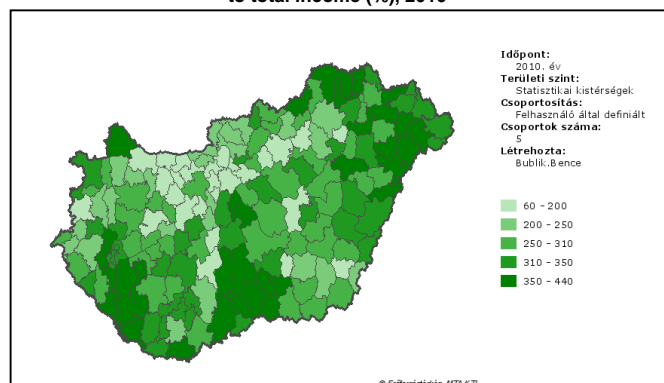 to total income (%), 2010
Időpont:
2010. év
Területi szint:
Statisztikai kistérségek
Csoportosítás:
Felhasználó által definiált
Csoportok száma:
5
Létrehozta:
Bublik.Bence
60 - 200
200 - 250
250 - 310
310 - 350
350 - 440